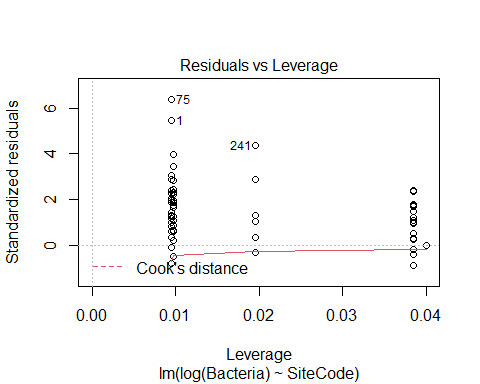 Residuals vs Leverage
Standardized residuals
6
4
2
0
75
1
241
Cook's distance
0.00 0.01 0.02 0.03 0.04
Leverage
lm(log(Bacteria) ~ SiteCode)